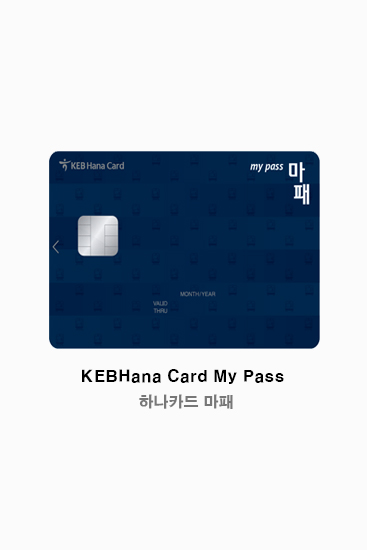 KEB Hana Card
my pass 마
패
MONTH/YEAR
VALID
THRU
KEBHana Card My Pass
하나카드 마패